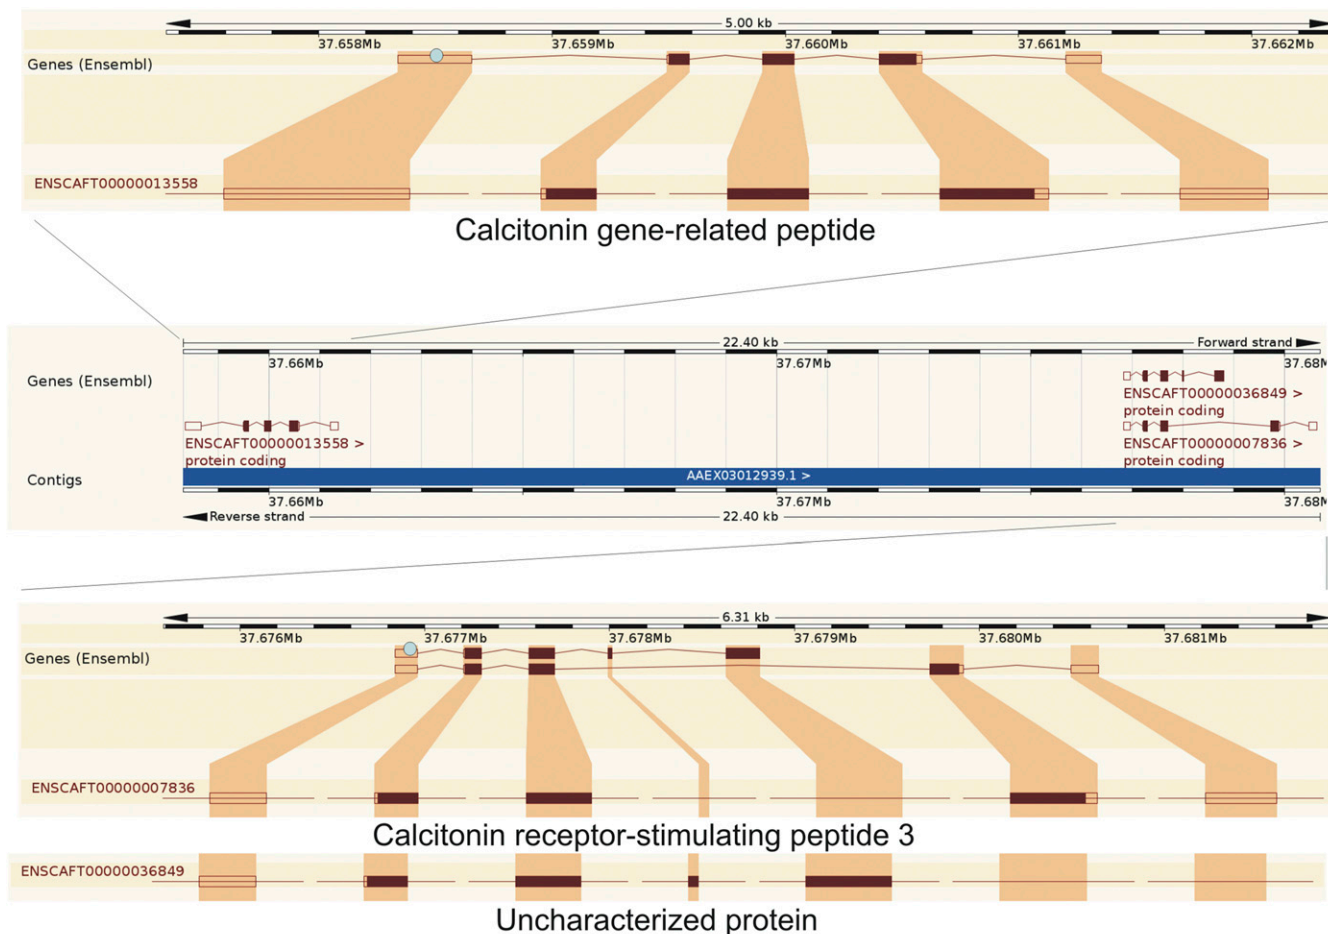 5.00 kb
37.658Mb 37.659Mb 37.660Mb 37.661Mb 37.662Mb
Genes (Ensembl)
ENSCAFT00000013558
Calcitonin gene-related peptide
22.40 kb Forward strand
37.66Mb 37.67Mb 37.68M
Genes (Ensembl)
ENSCAFT00000036849 >
protein coding
ENSCAFT00000013558 > ENSCAFT00000007836 >
protein coding protein coding
Contigs AAEX03012939.1 >
37.66Mb 37.67Mb 37.68M
Reverse strand 22.40 kb
6.31 kb
37.676Mb 37.677Mb 37.678Mb 37.679Mb 37.680Mb 37.681Mb
Genes (Ensembl)
ENSCAFT00000007836
Calcitonin receptor-stimulating peptide 3
ENSCAFT00000036849
Uncharacterized protein